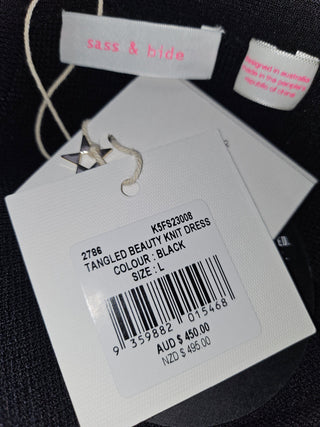 sass & bide
designed in australia
made in the peoples
republic of china
2786 K5FS23008
TANGLED BEAUTY KNIT DRESS
COLOUR : BLACK
SIZE : L
9 359882 015468
AUD $ 450.00
NZD $ 495.00